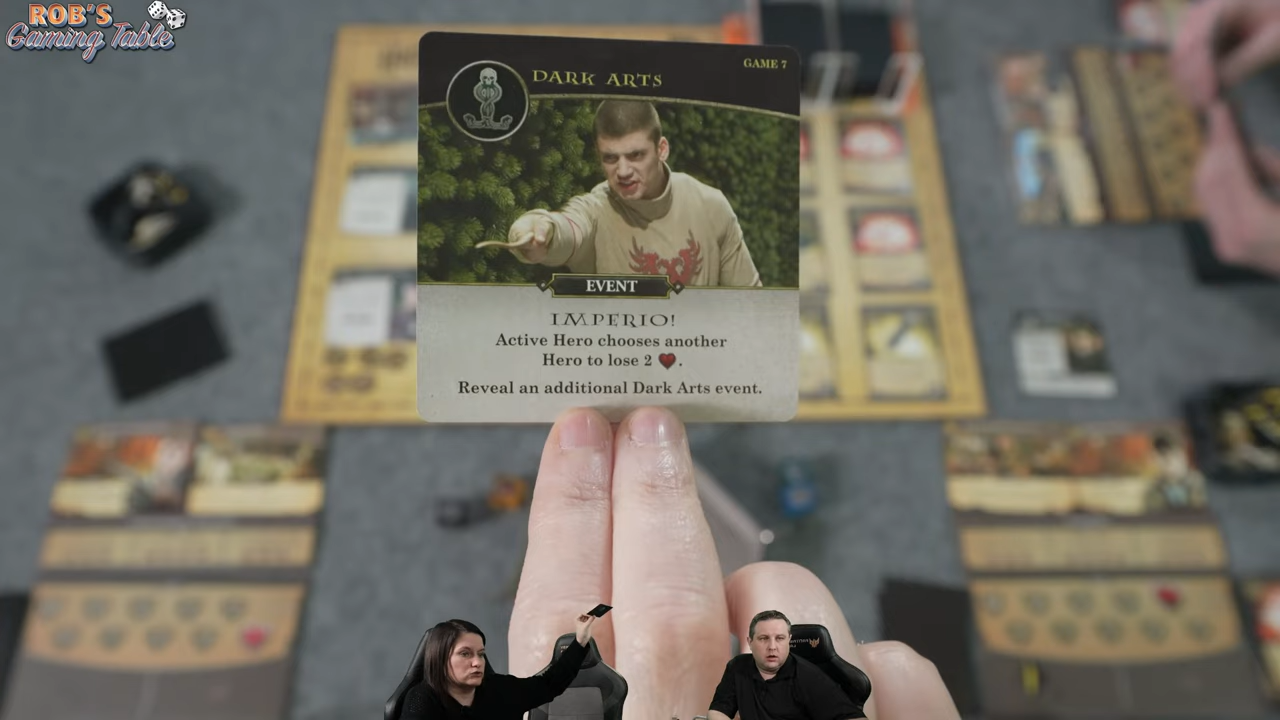 ROB'S
Gaming Table
GAME 7
DARK ARTS
EVENT
IMPERIO!
Active Hero chooses another
Hero to lose 2 .
Reveal an additional Dark Arts event.